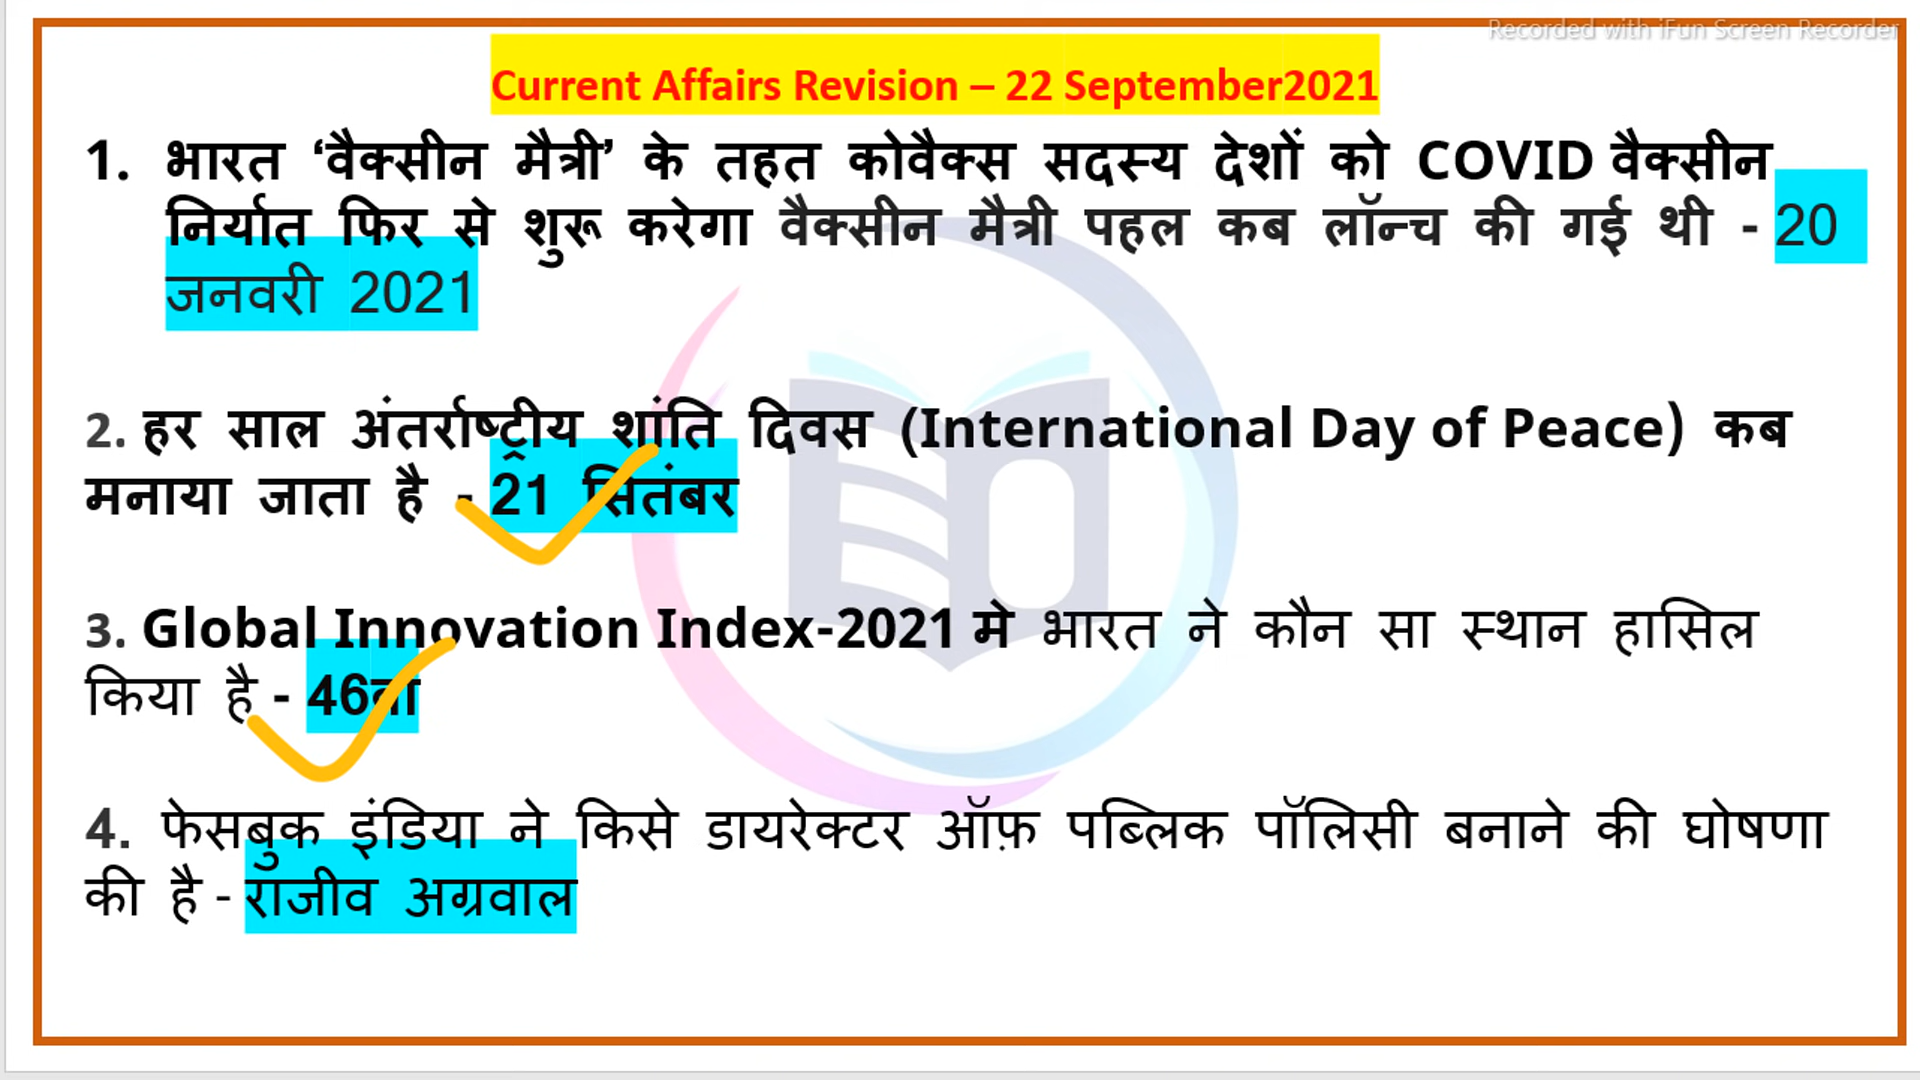 Recorded with iFun Screen Recorder
Current Affairs Revision – 22 September2021
1. भारत ‘वैक्सीन मैत्री’ के तहत कोवैक्स सदस्य देशों को COVID वैक्सीन
निर्यात फिर से शुरू करेगा वैक्सीन मैत्री पहल कब लॉन्च की गई थी - 20
जनवरी 2021
2. हर साल अंतर्राष्ट्रीय शांति दिवस (International Day of Peace) कब
मनाया जाता है - 21 सितंबर
3. Global Innovation Index-2021 मे भारत ने कौन सा स्थान हासिल
किया है - 46वा
4. फेसबुक इंडिया ने किसे डायरेक्टर ऑफ़ पब्लिक पॉलिसी बनाने की घोषणा
की है - राजीव अग्रवाल